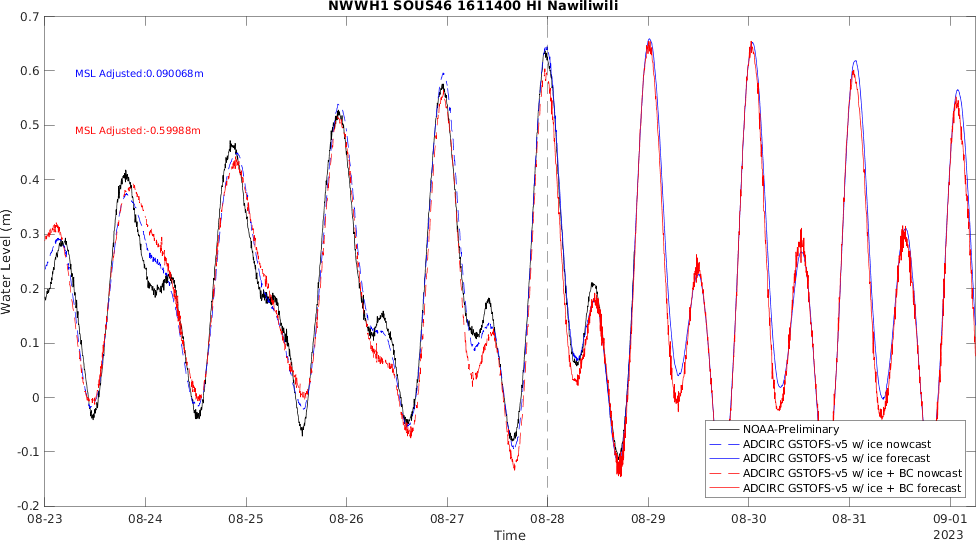 NWWH1 SOUS46 1611400 HI Nawiliwili
0.7
0.6
0.5
0.4
0.3
0.2
0.1
0
-0.1
-0.2
Water Level (m)
MSL Adjusted:0.090068m
MSL Adjusted:-0.59988m
NOAA-Preliminary
ADCIRC GSTOFS-v5 w/ ice nowcast
ADCIRC GSTOFS-v5 w/ ice forecast
ADCIRC GSTOFS-v5 w/ ice + BC nowcast
ADCIRC GSTOFS-v5 w/ ice + BC forecast
08-23 08-24 08-25 08-26 08-27 08-28 08-29 08-30 08-31 09-01
2023
Time